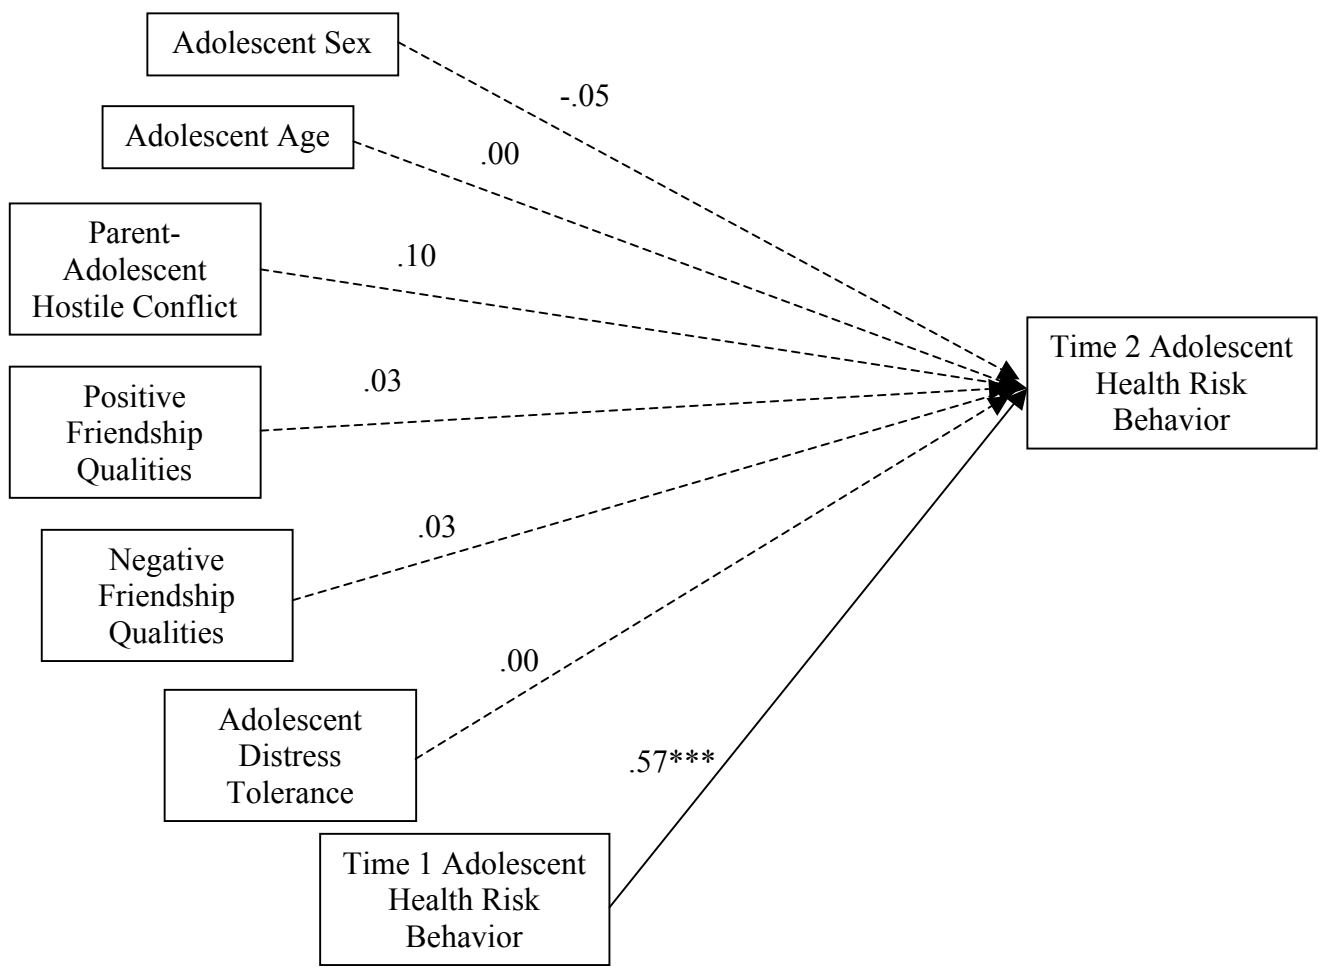 Adolescent Sex
-.05
Adolescent Age
.00
Parent-
Adolescent
Hostile Conflict
.10
Time 2 Adolescent
Health Risk
Behavior
Positive
Friendship
Qualities
.03
Negative
Friendship
Qualities
.03
Adolescent
Distress
Tolerance
.00
.57***
Time 1 Adolescent
Health Risk
Behavior